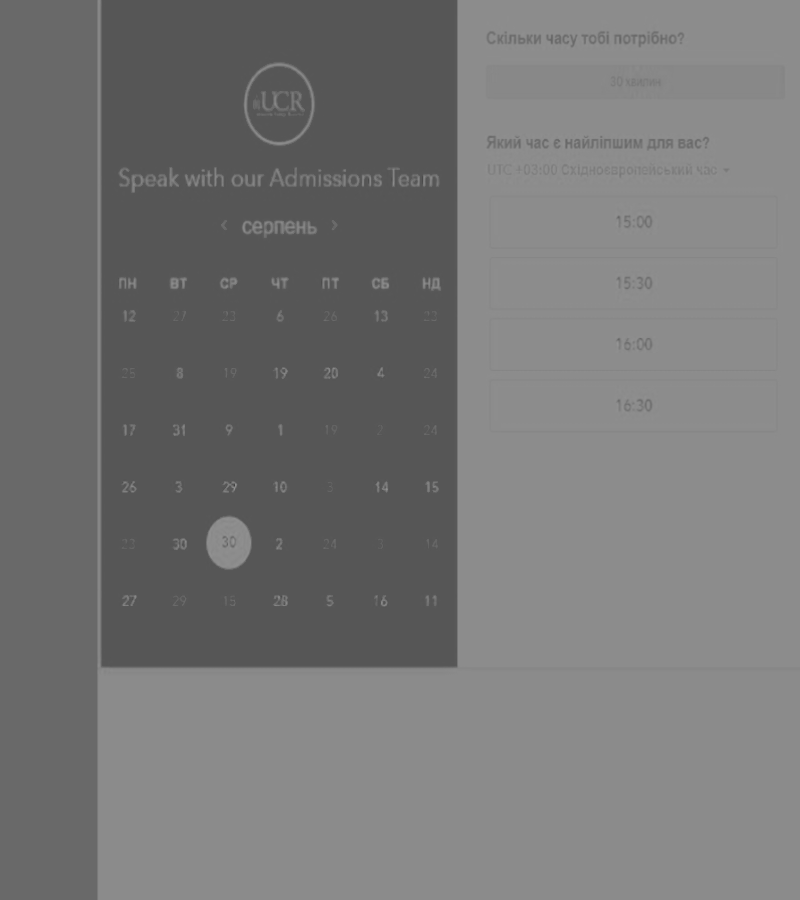 Скільки часу тобі потрібно?
30 хвилин
Який час є найліпшим для вас?
UTC +03:00 Східноєвропейський час
UCR
Speak with our Admissions Team
серпень
ПН ВТ СР ЧТ ПТ СБ НД
12 27 23 6 26 13 22
25 8 19 19 20 4 24
17 31 9 1 19 2 24
26 3 29 10 3 14 15
23 30 30 2 24 3 14
27 29 15 28 5 16 11
15:00
15:30
16:00
16:30